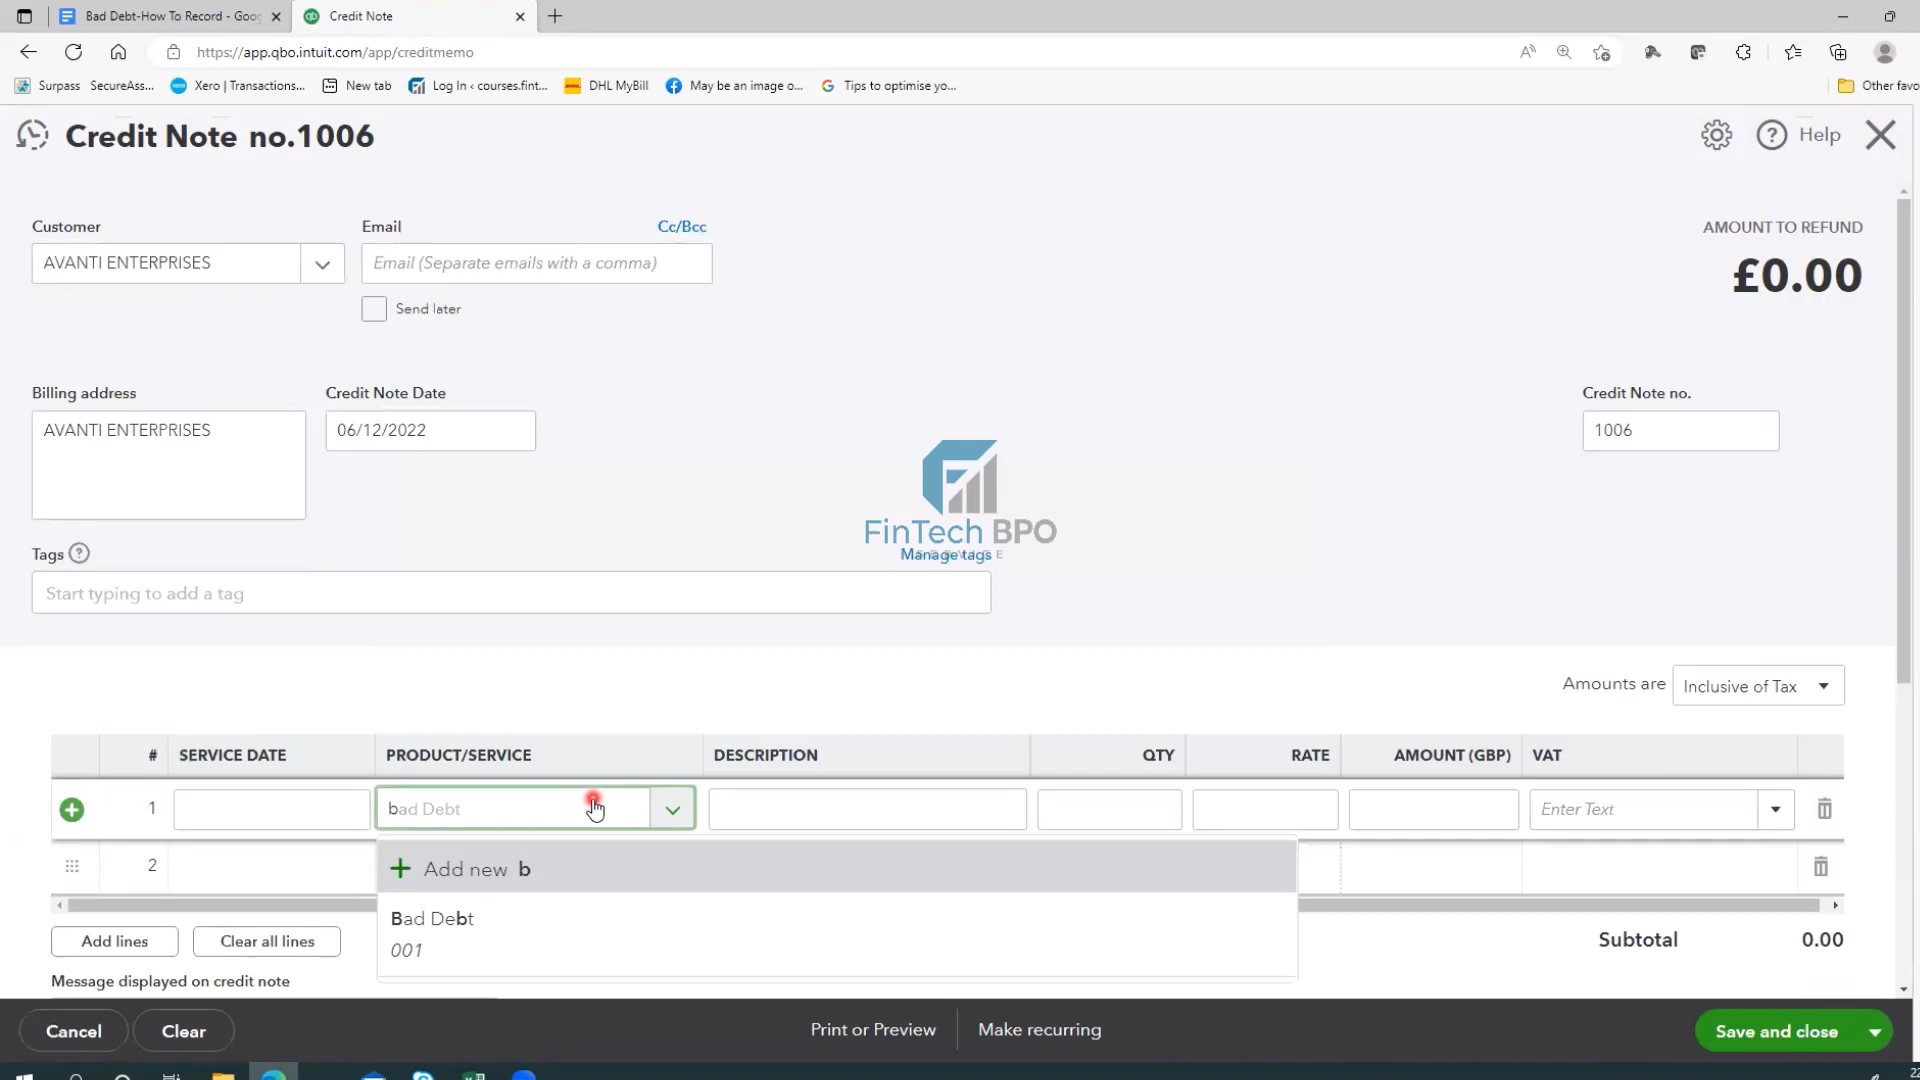 Bad Debt-How To Record - Goog
Credit Note
https://app.qbo.intuit.com/app/creditmemo
Surpass SecureAss...
Xero | Transactions...
New tab
Log In ‹ courses.fint...
DHL MyBill
May be an image o...
Tips to optimise yo...
Other favo
Credit Note no.1006
Help
Customer
Email
Cc/Bcc
AMOUNT TO REFUND
AVANTI ENTERPRISES
Email (Separate emails with a comma)
£0.00
Send later
Billing address
Credit Note Date
Credit Note no.
AVANTI ENTERPRISES
06/12/2022
1006
FinTech BPO
Tags
Manage tags
Start typing to add a tag
Amounts are
Inclusive of Tax
# SERVICE DATE PRODUCT/SERVICE DESCRIPTION QTY RATE AMOUNT (GBP) VAT
1
bad Debt
Enter Text
2
+ Add new b
Bad Debt
001
Add lines
Clear all lines
Subtotal 0.00
Message displayed on credit note
Cancel
Clear
Print or Preview
Make recurring
Save and close